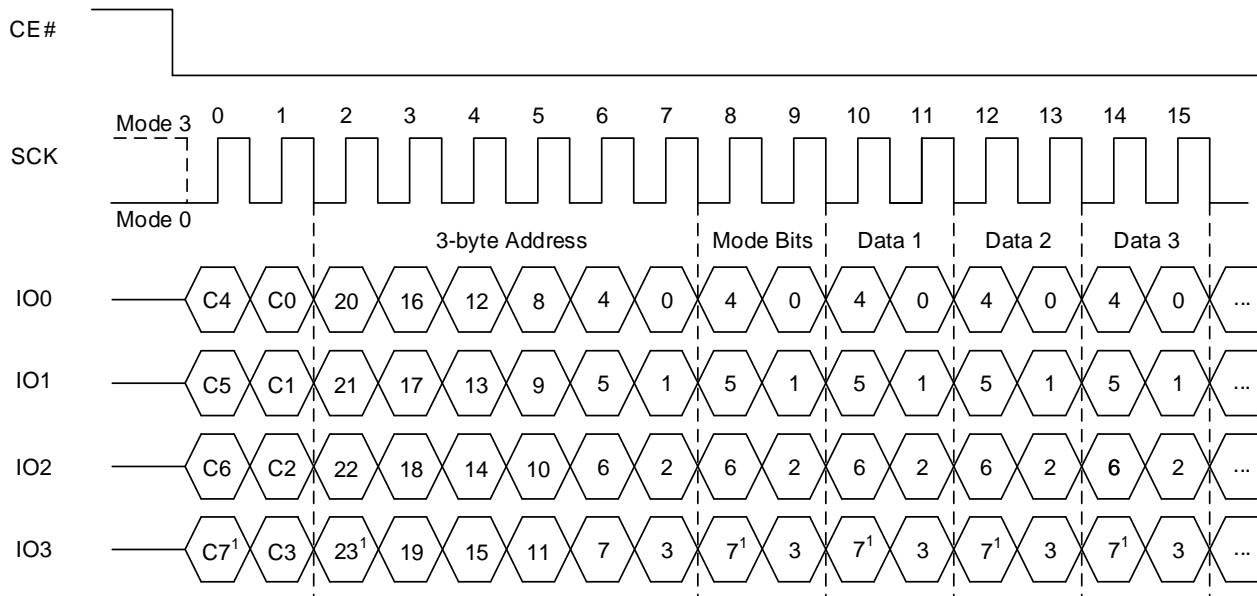 CE#
0 1 2 3 4 5 6 7 8 9 10 11 12 13 14 15
Mode 3
SCK
Mode 0
3-byte Address Mode Bits Data 1 Data 2 Data 3
IO0 C4 C0 20 16 12 8 4 0 4 0 4 0 4 0 4 0 ...
IO1 C5 C1 21 17 13 9 5 1 5 1 5 1 5 1 5 1 ...
IO2 C6 C2 22 18 14 10 6 2 6 2 6 2 6 2 6 2 ...
IO3 C7¹ C3 23¹ 19 15 11 7 3 7¹ 3 7¹ 3 7¹ 3 7¹ 3 ...